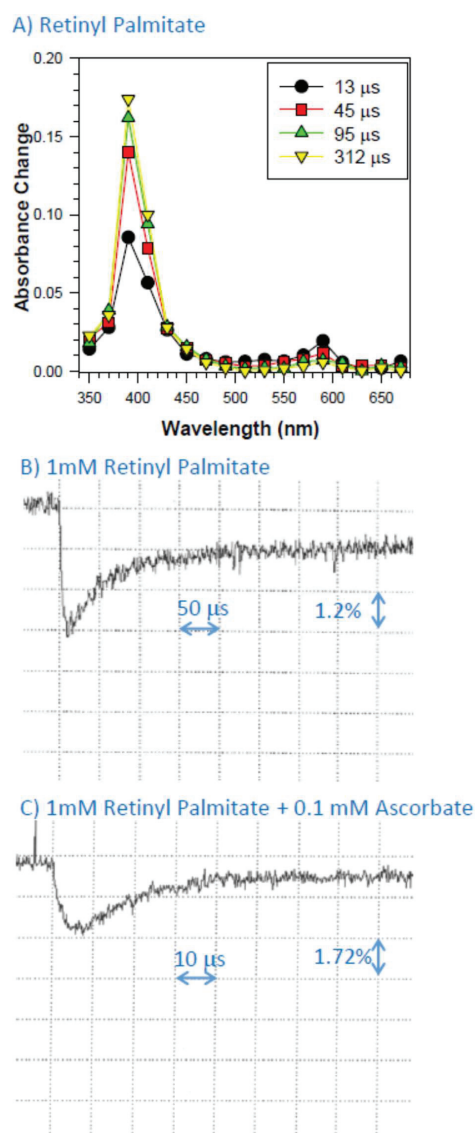 A) Retinyl Palmitate
0.20
0.15
0.10
0.05
0.00
Absorbance Change
13 μs
45 μs
95 μs
312 μs
350 400 450 500 550 600 650
Wavelength (nm)
B) 1mM Retinyl Palmitate
50 μs
1.2%
C) 1mM Retinyl Palmitate + 0.1 mM Ascorbate
10 μs
1.72%